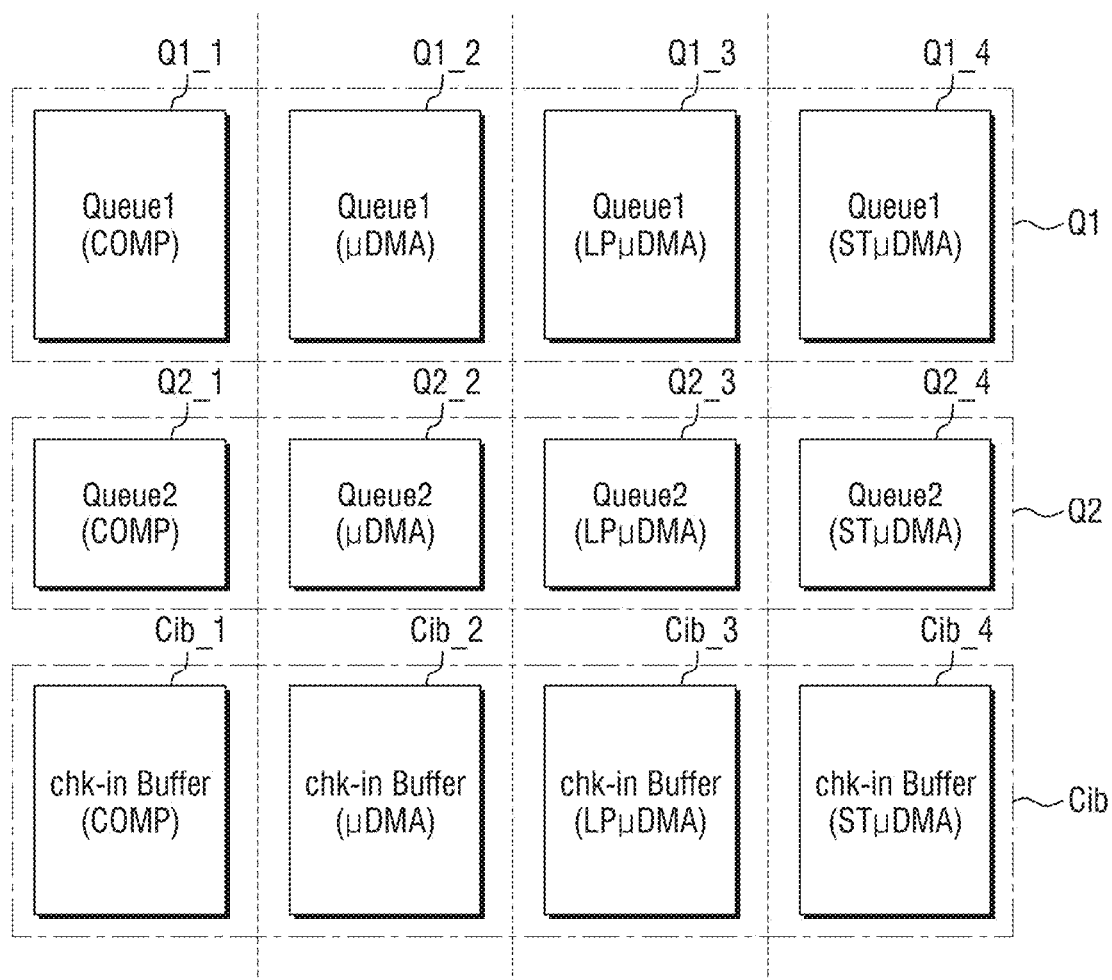 Q1_1
Q1_2
Q1_3
Q1_4
Queue1
(COMP)
Queue1
(μDMA)
Queue1
(LPμDMA)
Queue1
(STμDMA)
Q1
Q2_1
Q2_2
Q2_3
Q2_4
Queue2
(COMP)
Queue2
(μDMA)
Queue2
(LPμDMA)
Queue2
(STμDMA)
Q2
Cib_1
Cib_2
Cib_3
Cib_4
chk-in Buffer
(COMP)
chk-in Buffer
(μDMA)
chk-in Buffer
(LPμDMA)
chk-in Buffer
(STμDMA)
Cib